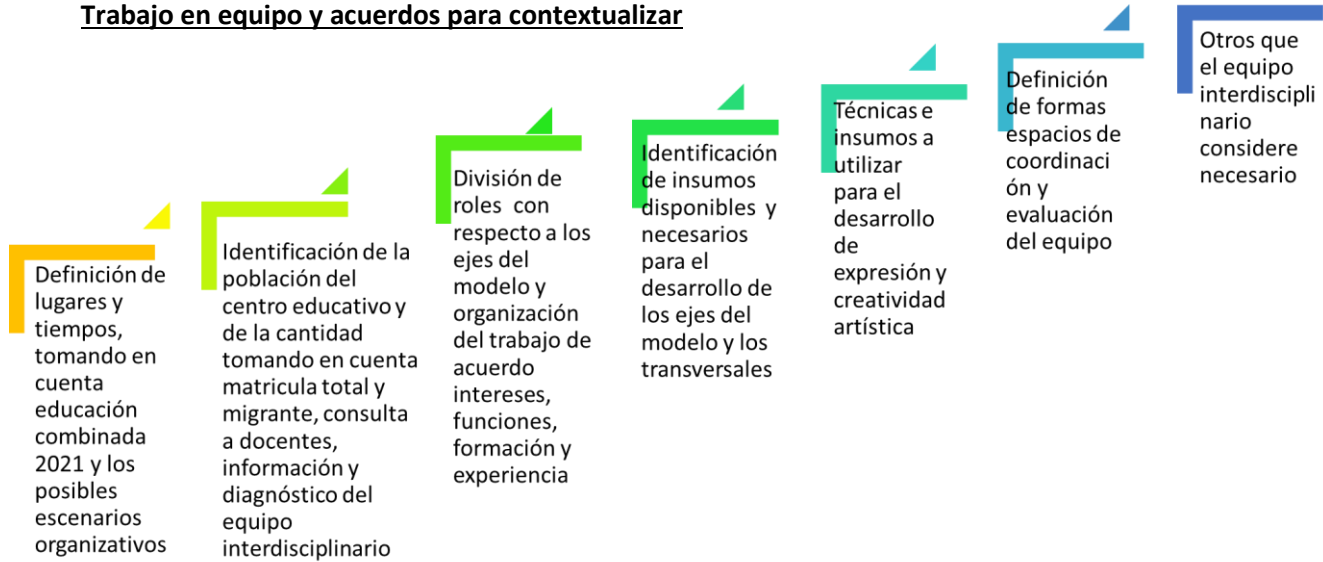 Trabajo en equipo y acuerdos para contextualizar
Definición de
lugares y
tiempos,
tomando en
cuenta
educación
combinada
2021 y los
posibles
escenarios
organizativos
Identificación de la
población del
centro educativo y
de la cantidad
tomando en cuenta
matricula total y
migrante, consulta
a docentes,
información y
diagnóstico del
equipo
interdisciplinario
División de
roles con
respecto a los
ejes del
modelo y
organización
del trabajo de
acuerdo
intereses,
funciones,
formación y
experiencia
Identificación
de insumos
disponibles y
necesarios
para el
desarrollo de
los ejes del
modelo y los
transversales
Técnicas e
insumos a
utilizar
para el
desarrollo
de
expresión y
creatividad
artística
Definición
de formas
espacios de
coordinaci
ón y
evaluación
del equipo
Otros que
el equipo
interdiscipli
nario
considere
necesario